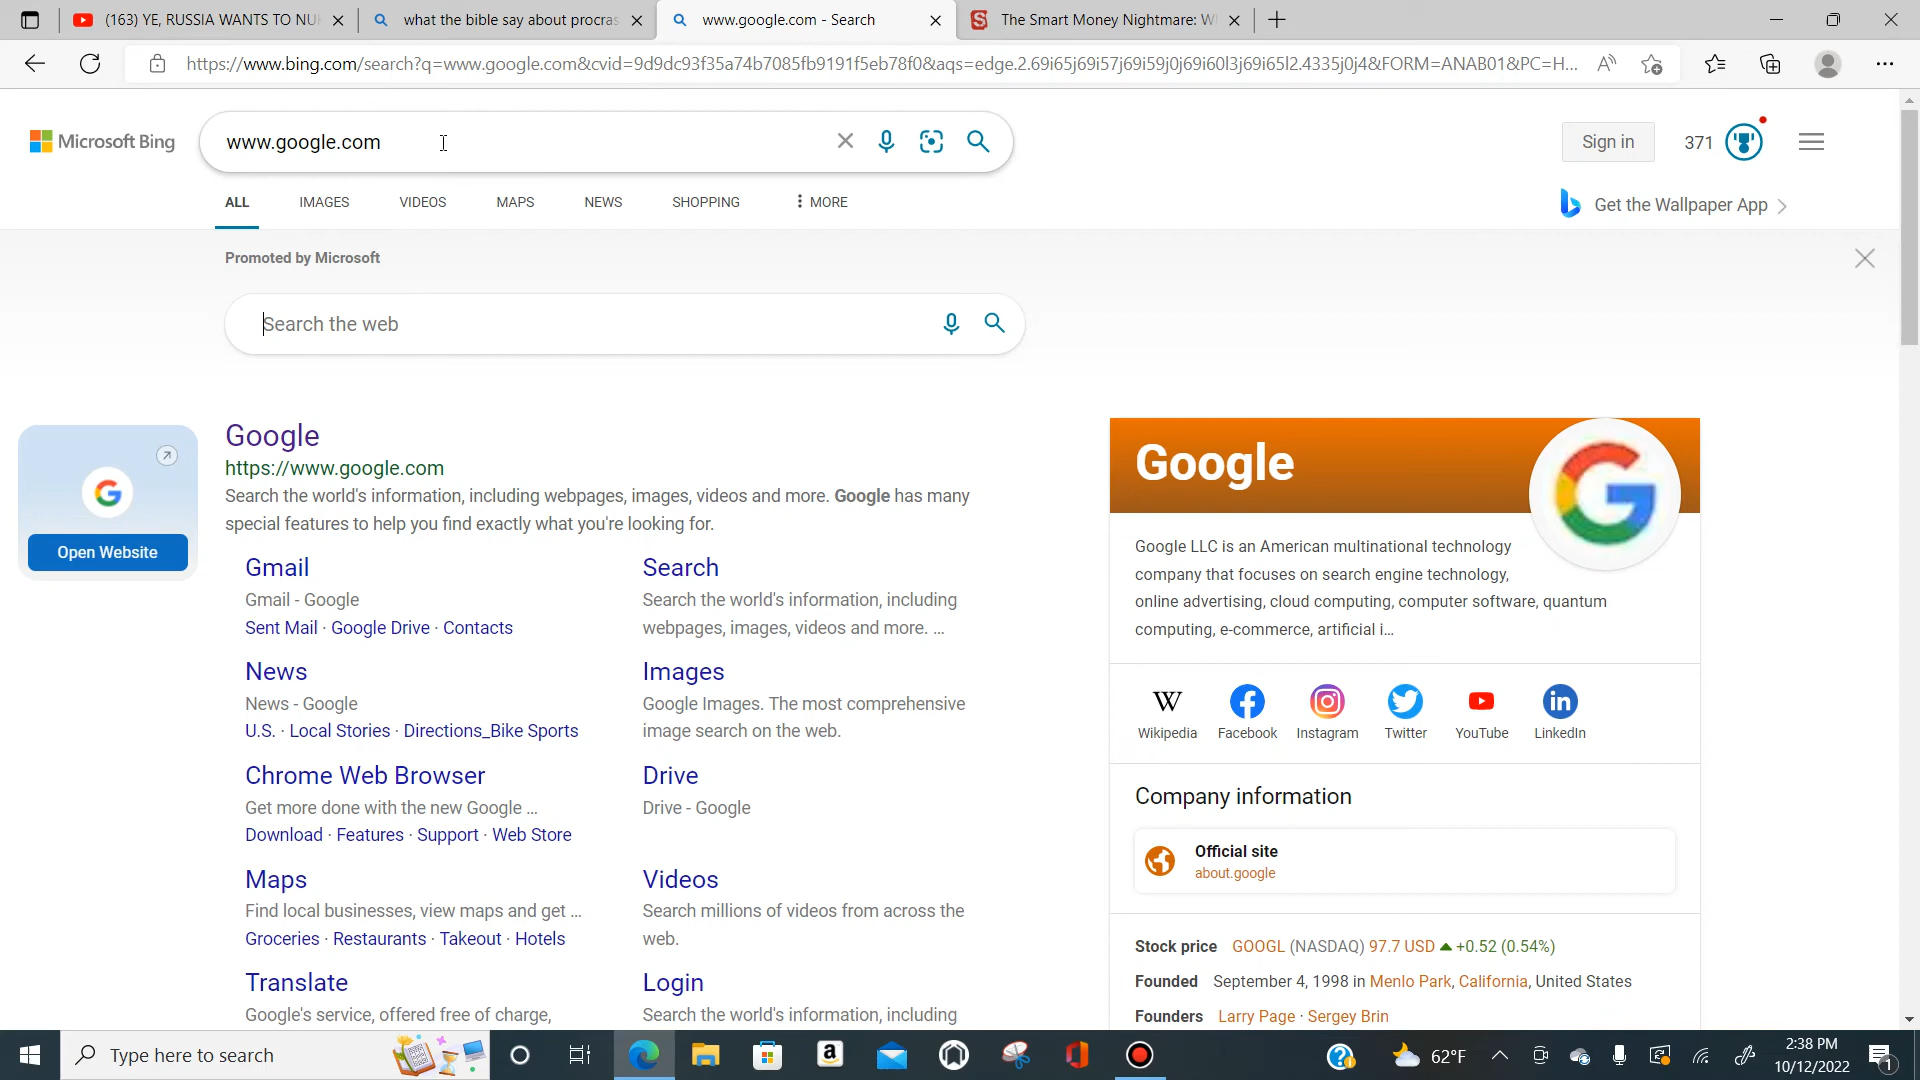 (163) YE, RUSSIA WANTS TO NU
what the bible say about procras
www.google.com - Search
The Smart Money Nightmare: W
https://www.bing.com/search?q=www.google.com&cvid=9d9dc93f35a74b7085fb9191f5eb78f0&aqs=edge.2.69i65j69i57j69i59j0j69i60l3j69i65l2.4335j0j4&FORM=ANAB01&PC=H...
Microsoft Bing
www.google.com
Sign in
371
ALL IMAGES VIDEOS MAPS NEWS SHOPPING MORE
Get the Wallpaper App
Promoted by Microsoft
Search the web
Open Website
Google
https://www.google.com
Search the world's information, including webpages, images, videos and more. Google has many
special features to help you find exactly what you're looking for.
Gmail
Gmail - Google
Sent Mail · Google Drive · Contacts
Search
Search the world's information, including
webpages, images, videos and more. ...
News
News - Google
U.S. · Local Stories · Directions_Bike Sports
Images
Google Images. The most comprehensive
image search on the web.
Chrome Web Browser
Get more done with the new Google ...
Download · Features · Support · Web Store
Drive
Drive - Google
Maps
Find local businesses, view maps and get ...
Groceries · Restaurants · Takeout · Hotels
Videos
Search millions of videos from across the
web.
Translate
Google's service, offered free of charge,
Login
Search the world's information, including
Google
Google LLC is an American multinational technology
company that focuses on search engine technology,
online advertising, cloud computing, computer software, quantum
computing, e-commerce, artificial i...
W
Wikipedia Facebook Instagram Twitter YouTube LinkedIn
Company information
Official site
about.google
Stock price GOOGL (NASDAQ) 97.7 USD ▲ +0.52 (0.54%)
Founded September 4, 1998 in Menlo Park, California, United States
Founders Larry Page · Sergey Brin
Type here to search
62°F
2:38 PM
10/12/2022
1